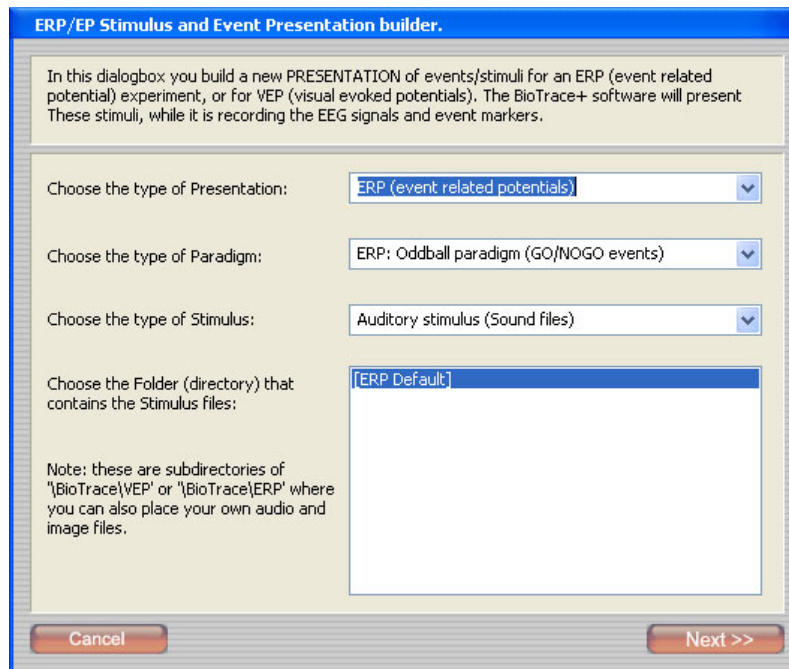 ERP/EP Stimulus and Event Presentation builder.
In this dialogbox you build a new PRESENTATION of events/stimuli for an ERP (event related
potential) experiment, or for VEP (visual evoked potentials). The BioTrace+ software will present
These stimuli, while it is recording the EEG signals and event markers.
Choose the type of Presentation:
ERP (event related potentials)
Choose the type of Paradigm:
ERP: Oddball paradigm (GO/NOGO events)
Choose the type of Stimulus:
Auditory stimulus (Sound files)
Choose the Folder (directory) that
contains the Stimulus files:
[ERP Default]
Note: these are subdirectories of
'\BioTrace\VEP' or '\BioTrace\ERP' where
you can also place your own audio and
image files.
Cancel
Next >>